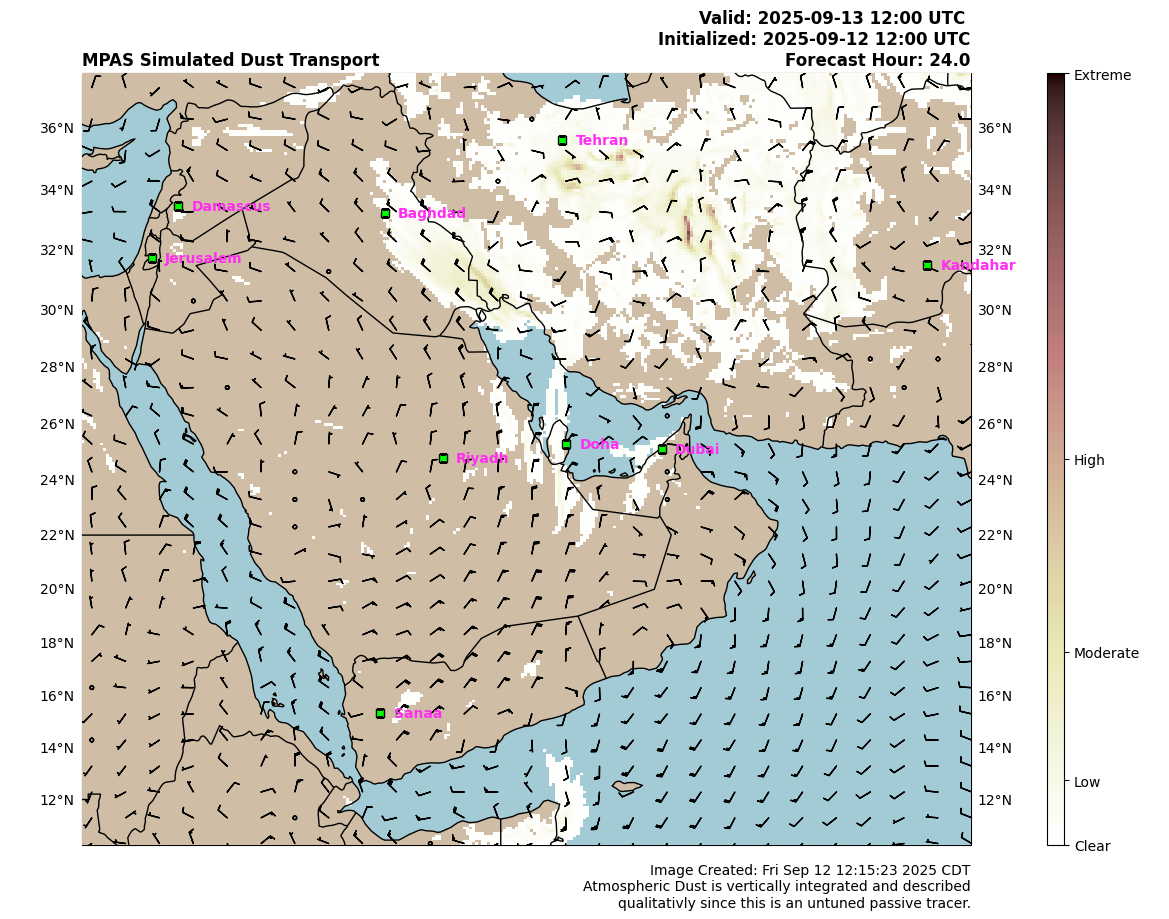 Valid: 2025-09-13 12:00 UTC
Initialized: 2025-09-12 12:00 UTC
MPAS Simulated Dust Transport Forecast Hour: 24.0
Extreme
36°N 36°N
Tehran
34°N 34°N
Damascus
Baghdad
32°N 32°N
Jerusalem
Kandahar
30°N 30°N
28°N 28°N
26°N 26°N
Doha
Dubai
Riyadh
High
24°N 24°N
22°N 22°N
20°N 20°N
18°N 18°N
Moderate
16°N 16°N
Sanaa
14°N 14°N
Low
12°N 12°N
Clear
Image Created: Fri Sep 12 12:15:23 2025 CDT
Atmospheric Dust is vertically integrated and described
qualitativly since this is an untuned passive tracer.